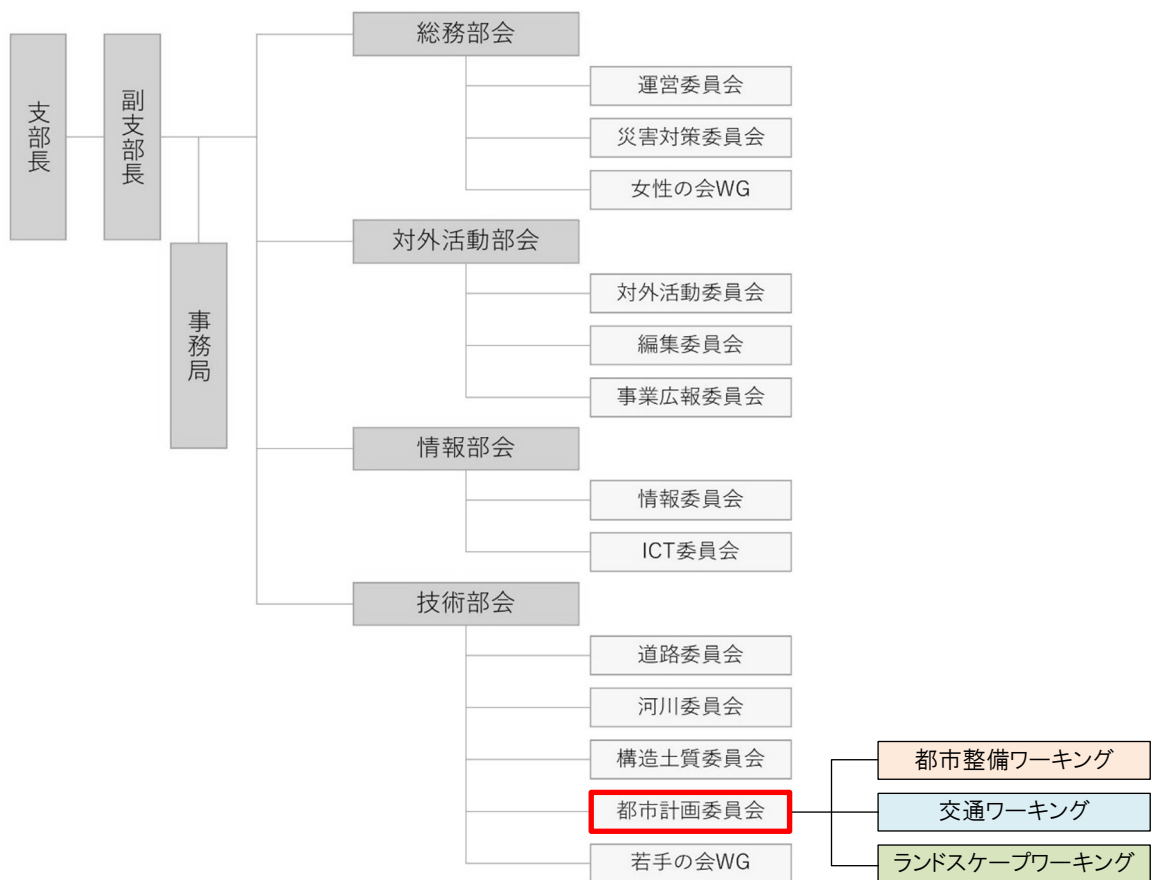 支部長
副支部長
事務局
総務部会
運営委員会
災害対策委員会
女性の会WG
対外活動部会
対外活動委員会
編集委員会
事業広報委員会
情報部会
情報委員会
ICT委員会
技術部会
道路委員会
河川委員会
構造土質委員会
都市計画委員会
都市整備ワーキング
交通ワーキング
ランドスケープワーキング
若手の会WG